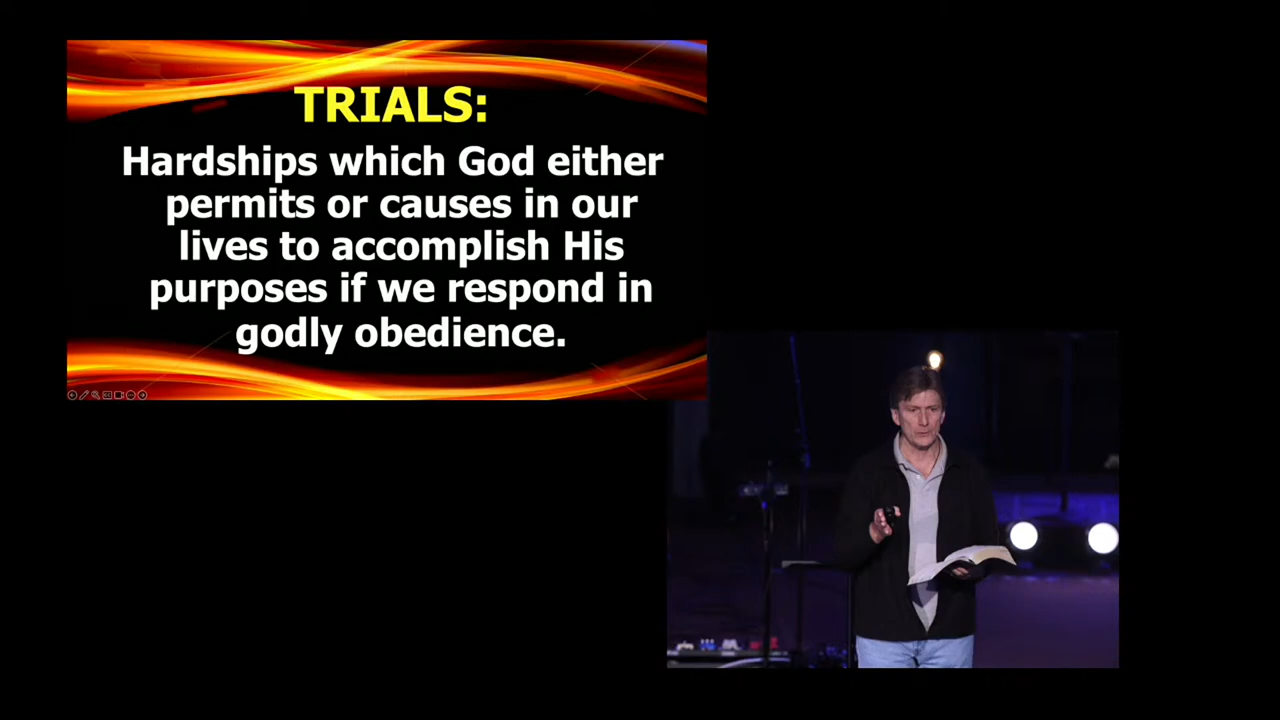 TRIALS:
Hardships which God either
permits or causes in our
lives to accomplish His
purposes if we respond in
godly obedience.